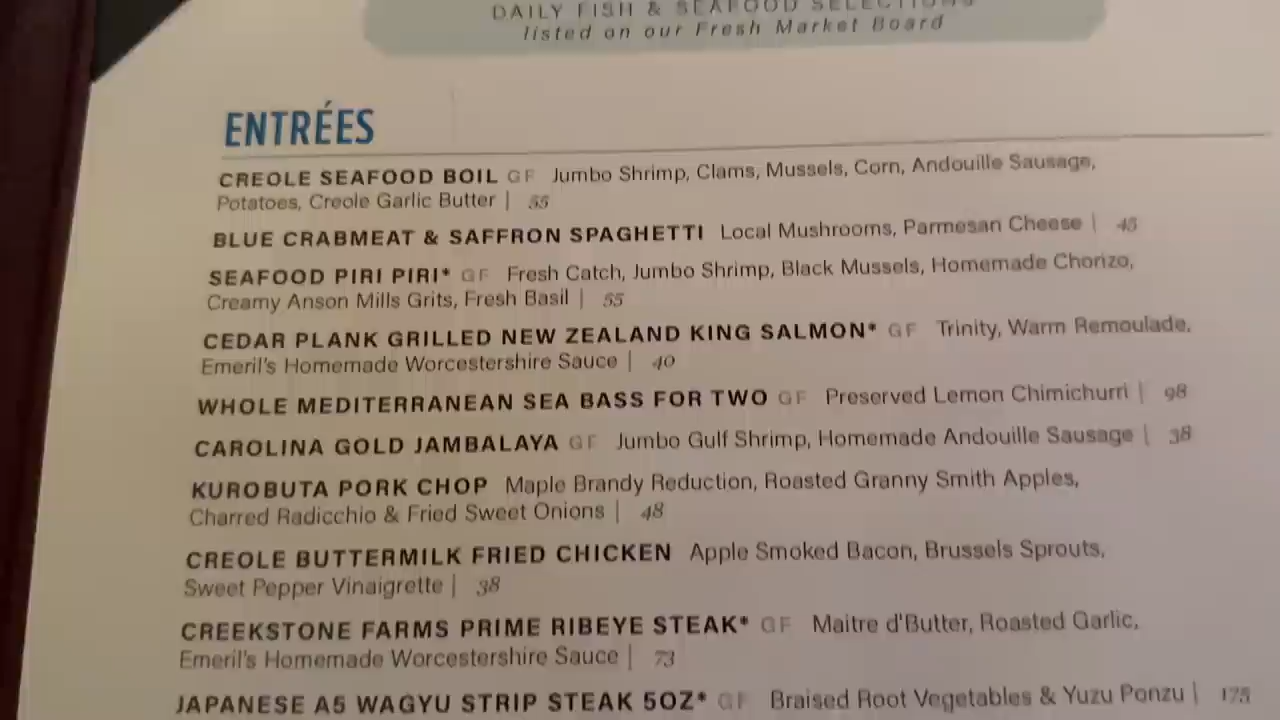 DAILY FISH & SEAFOOD SELECTIONS
listed on our Fresh Market Board
ENTRÉES
CREOLE SEAFOOD BOIL GF Jumbo Shrimp, Clams, Mussels, Corn, Andouille Sausage,
Potatoes, Creole Garlic Butter | 55
BLUE CRABMEAT & SAFFRON SPAGHETTI Local Mushrooms, Parmesan Cheese | 45
SEAFOOD PIRI PIRI* GF Fresh Catch, Jumbo Shrimp, Black Mussels, Homemade Chorizo,
Creamy Anson Mills Grits, Fresh Basil | 55
CEDAR PLANK GRILLED NEW ZEALAND KING SALMON* GF Trinity, Warm Remoulade,
Emeril's Homemade Worcestershire Sauce | 40
WHOLE MEDITERRANEAN SEA BASS FOR TWO GF Preserved Lemon Chimichurri | 98
CAROLINA GOLD JAMBALAYA GF Jumbo Gulf Shrimp, Homemade Andouille Sausage | 38
KUROBUTA PORK CHOP Maple Brandy Reduction, Roasted Granny Smith Apples,
Charred Radicchio & Fried Sweet Onions | 48
CREOLE BUTTERMILK FRIED CHICKEN Apple Smoked Bacon, Brussels Sprouts,
Sweet Pepper Vinaigrette | 38
CREEKSTONE FARMS PRIME RIBEYE STEAK* GF Maitre d'Butter, Roasted Garlic,
Emeril's Homemade Worcestershire Sauce | 73
JAPANESE A5 WAGYU STRIP STEAK 5OZ* GF Braised Root Vegetables & Yuzu Ponzu | 175